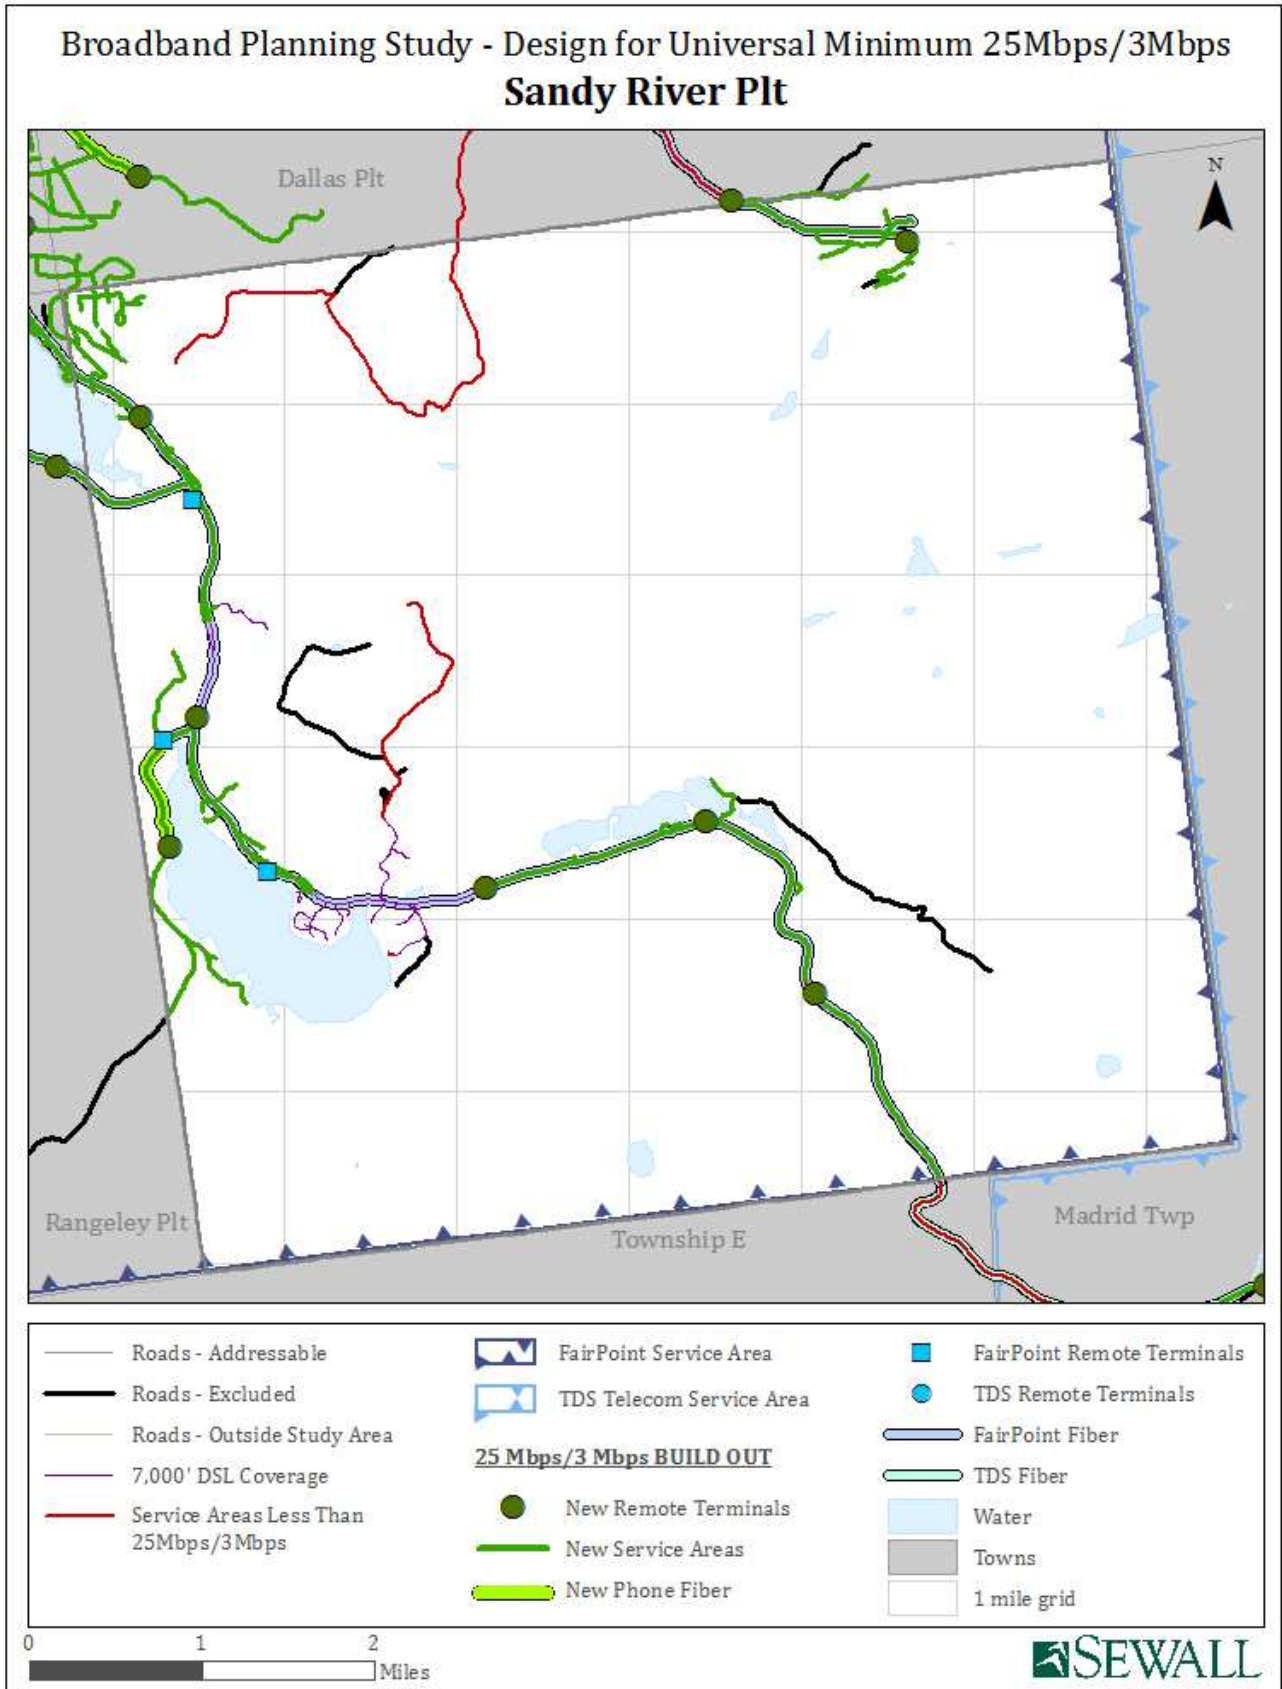 Broadband Planning Study - Design for Universal Minimum 25Mbps/3Mbps
Sandy River Plt
Dallas Plt
N
Rangeley Plt
Township E
Madrid Twp
Roads - Addressable
Roads - Excluded
Roads - Outside Study Area
7,000' DSL Coverage
Service Areas Less Than
25Mbps/3Mbps
FairPoint Service Area
TDS Telecom Service Area
25 Mbps/3 Mbps BUILD OUT
New Remote Terminals
New Service Areas
New Phone Fiber
FairPoint Remote Terminals
TDS Remote Terminals
FairPoint Fiber
TDS Fiber
Water
Towns
1 mile grid
0 1 2
Miles
SEWALL